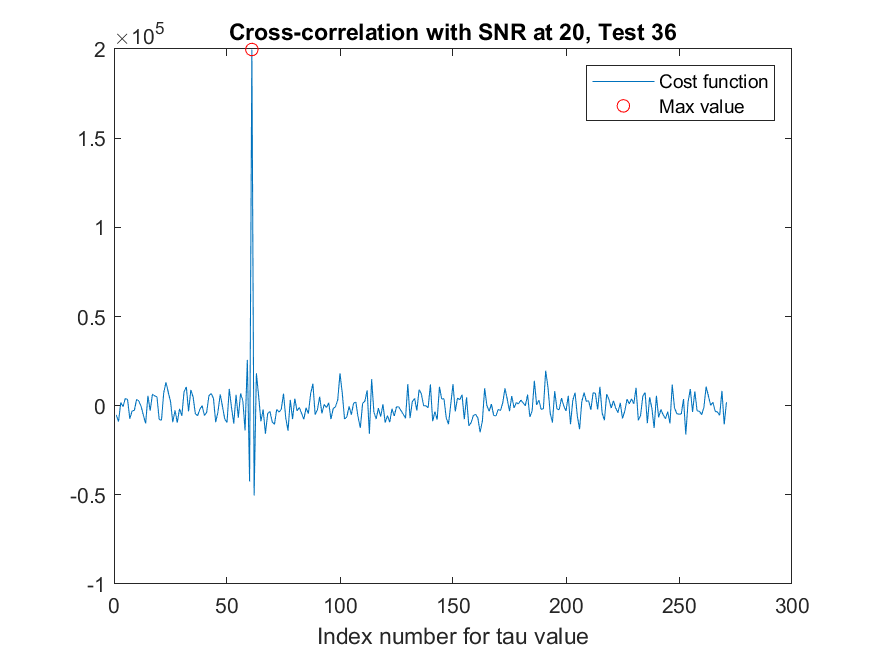 Cross-correlation with SNR at 20, Test 36
×10^5
2
1.5
1
0.5
0
-0.5
-1
0 50 100 150 200 250 300
Index number for tau value
Cost function
Max value